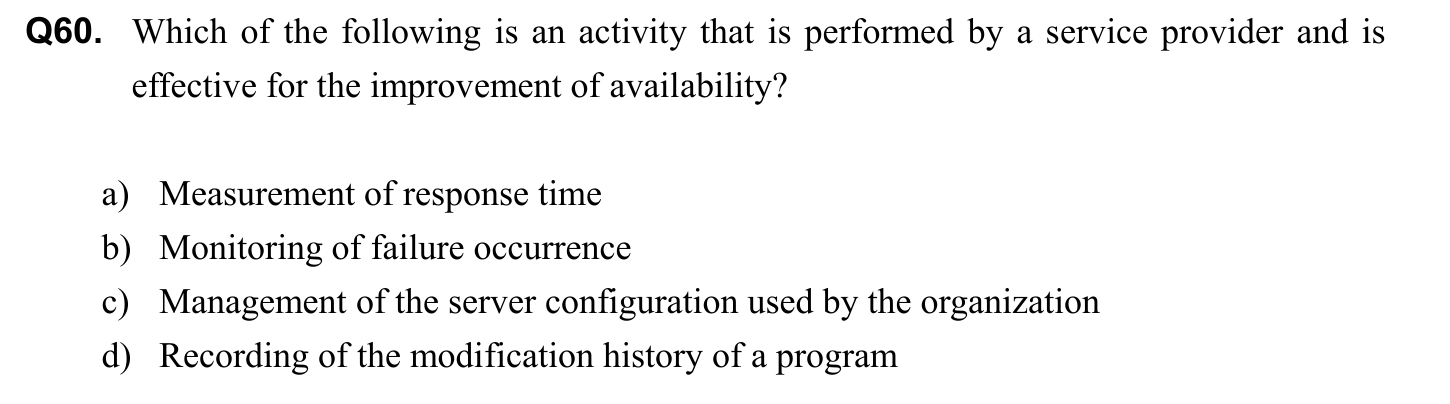 Q60. Which of the following is an activity that is performed by a service provider and is
effective for the improvement of availability?
a) Measurement of response time
b) Monitoring of failure occurrence
c) Management of the server configuration used by the organization
d) Recording of the modification history of a program